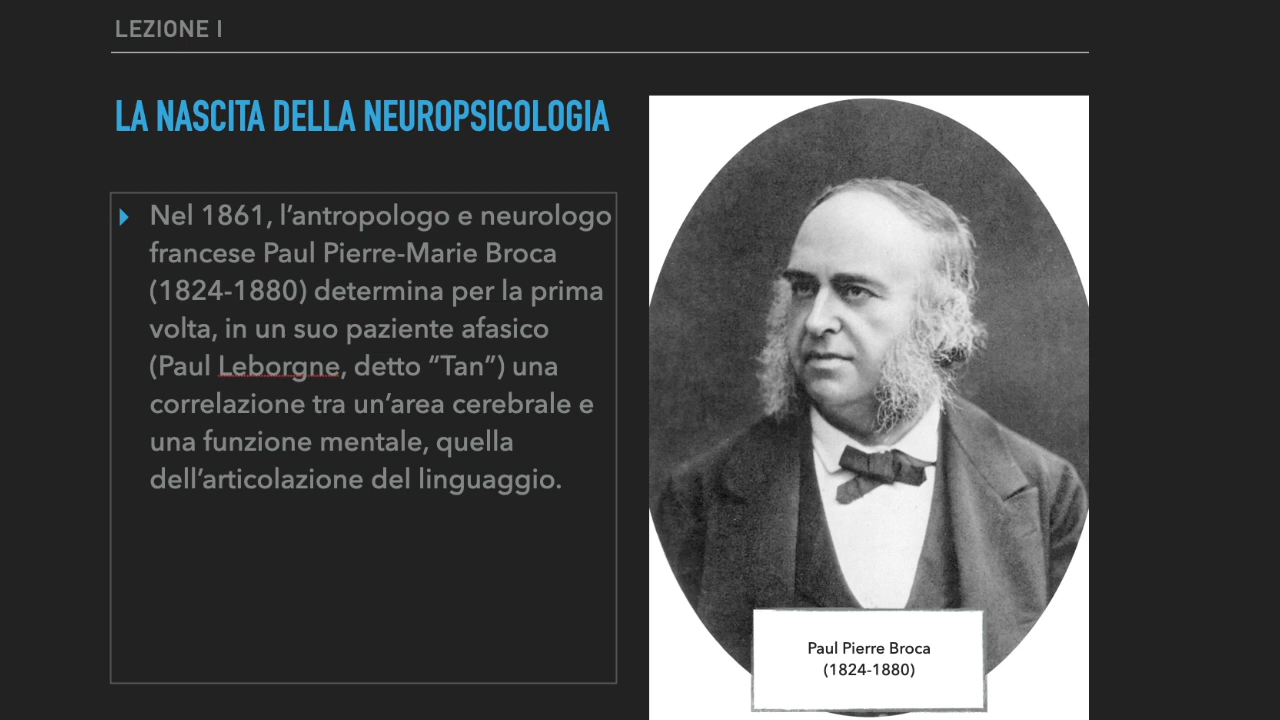 LEZIONE I
LA NASCITA DELLA NEUROPSICOLOGIA
Nel 1861, l’antropologo e neurologo
francese Paul Pierre-Marie Broca
(1824-1880) determina per la prima
volta, in un suo paziente afasico
(Paul Leborgne, detto “Tan”) una
correlazione tra un’area cerebrale e
una funzione mentale, quella
dell’articolazione del linguaggio.
Paul Pierre Broca
(1824-1880)